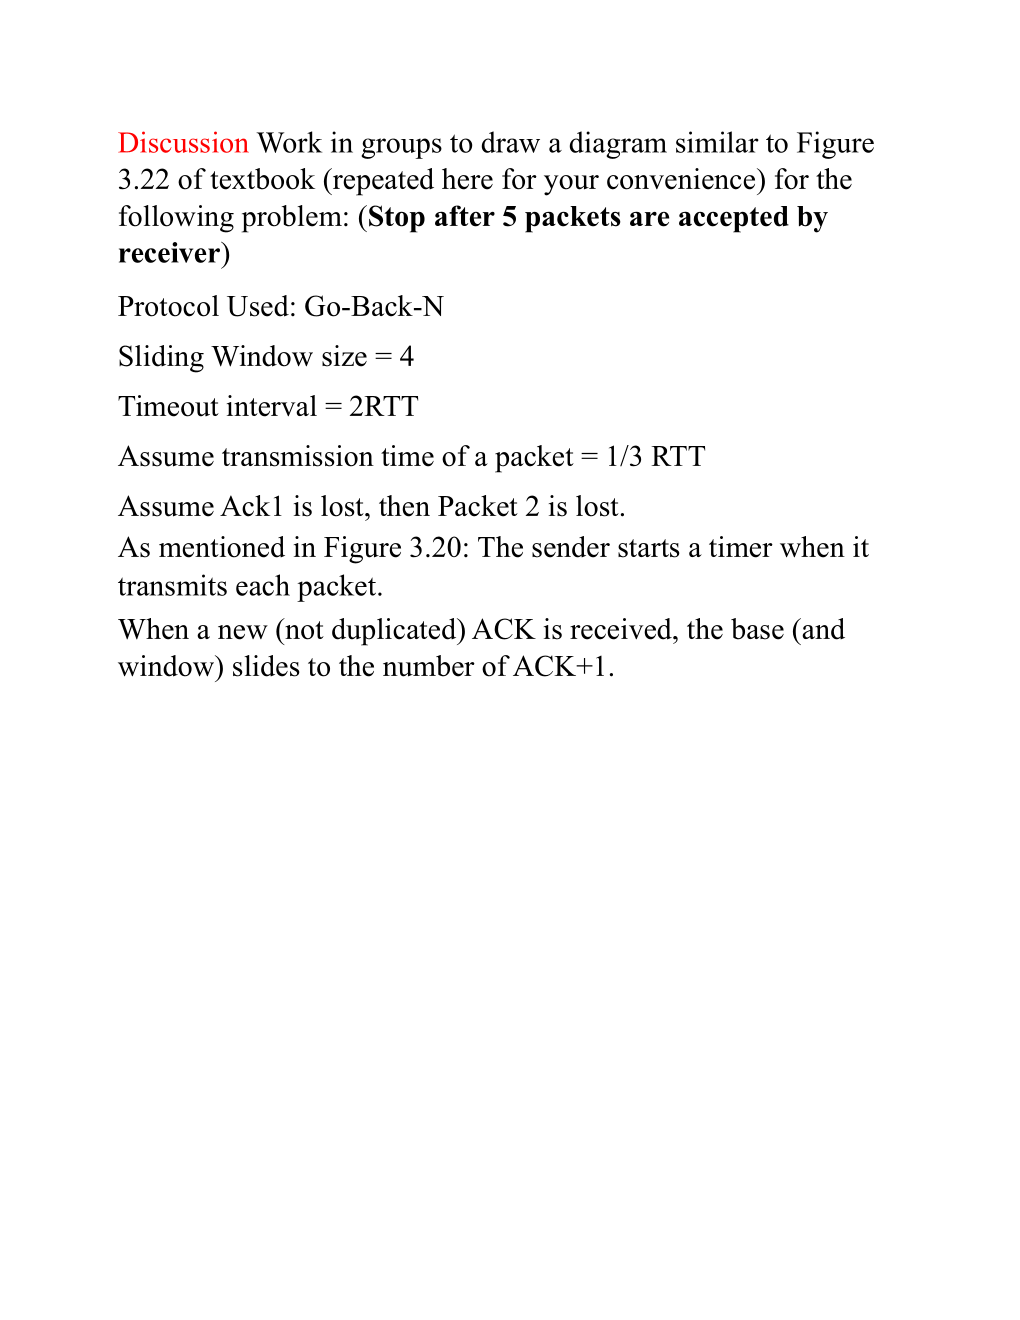 Discussion Work in groups to draw a diagram similar to Figure
3.22 of textbook (repeated here for your convenience) for the
following problem: (Stop after 5 packets are accepted by
receiver)
Protocol Used: Go-Back-N
Sliding Window size = 4
Timeout interval = 2RTT
Assume transmission time of a packet = 1/3 RTT
Assume Ack1 is lost, then Packet 2 is lost.
As mentioned in Figure 3.20: The sender starts a timer when it
transmits each packet.
When a new (not duplicated) ACK is received, the base (and
window) slides to the number of ACK+1.